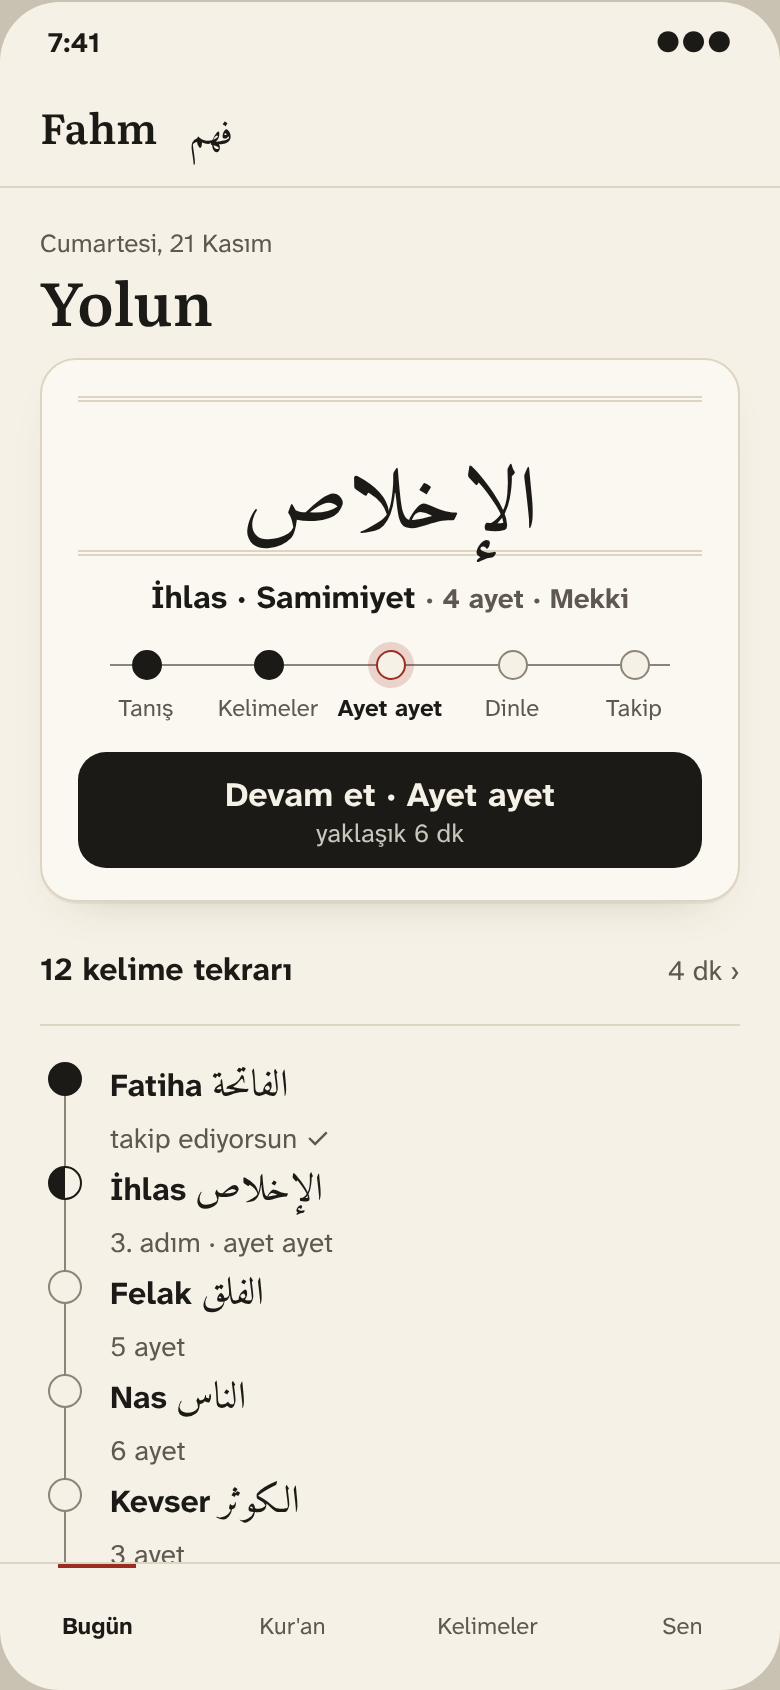 7:41
Fahm فهم
Cumartesi, 21 Kasım
Yolun
الإخلاص
İhlas · Samimiyet · 4 ayet · Mekki
Tanış Kelimeler Ayet ayet Dinle Takip
Devam et · Ayet ayet
yaklaşık 6 dk
12 kelime tekrarı 4 dk ›
Fatiha الفاتحة
takip ediyorsun ✓
İhlas الإخلاص
3. adım · ayet ayet
Felak الفلق
5 ayet
Nas الناس
6 ayet
Kevser الكوثر
3 ayet
Bugün Kur'an Kelimeler Sen